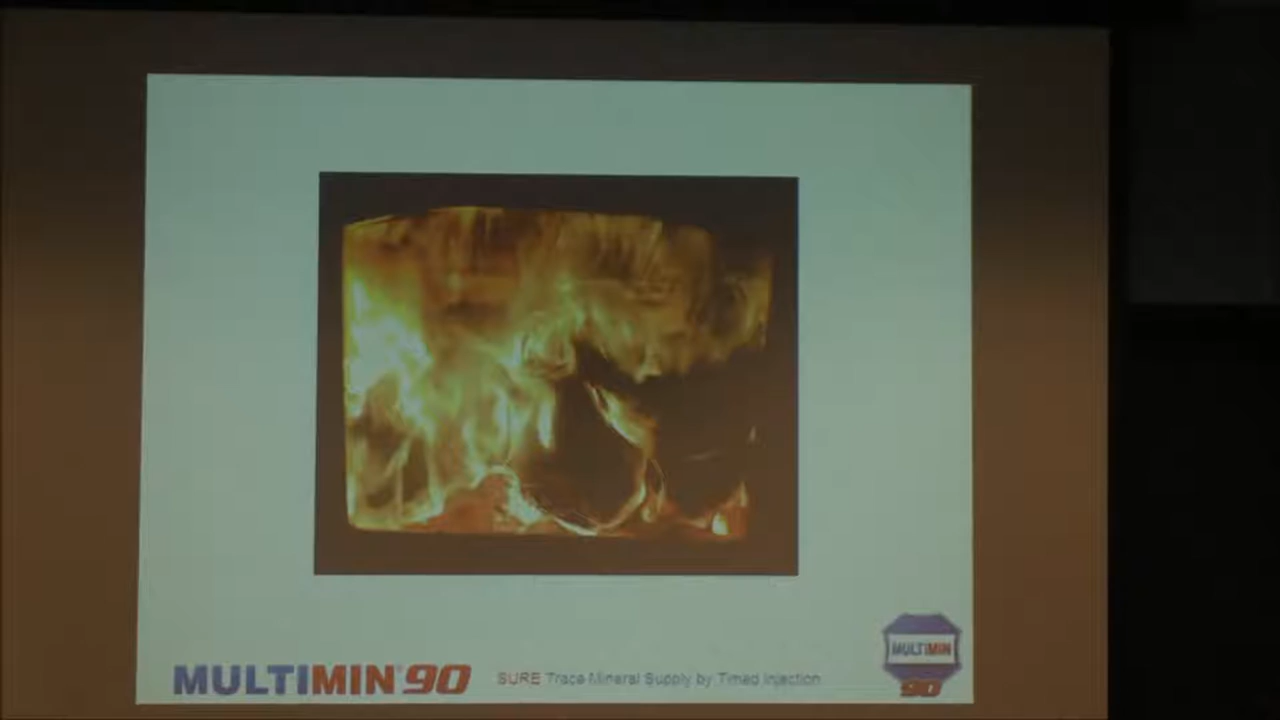 MULTIMIN® 90 SURE Trace Mineral Supply by Timed Injection
MULTIMIN
90